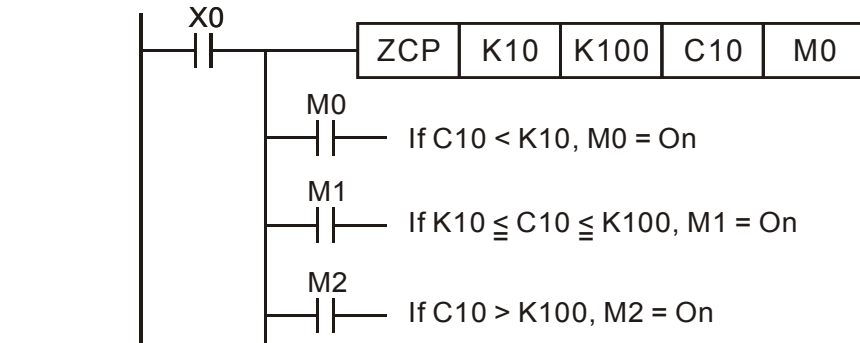 X0
ZCP K10 K100 C10 M0
M0
If C10 < K10, M0 = On
M1
If K10 ≦ C10 ≦ K100, M1 = On
M2
If C10 > K100, M2 = On